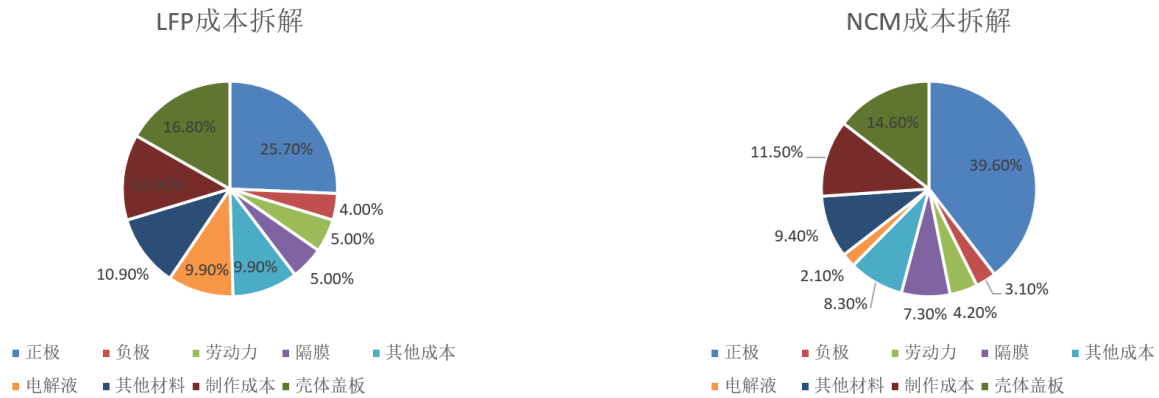 LFP成本拆解
16.80%
25.70%
12.90%
4.00%
5.00%
10.90%
9.90%
9.90%
5.00%
正极
负极
劳动力
隔膜
其他成本
电解液
其他材料
制作成本
壳体盖板
NCM成本拆解
14.60%
11.50%
39.60%
9.40%
2.10%
8.30%
7.30%
4.20%
3.10%
正极
负极
劳动力
隔膜
其他成本
电解液
其他材料
制作成本
壳体盖板